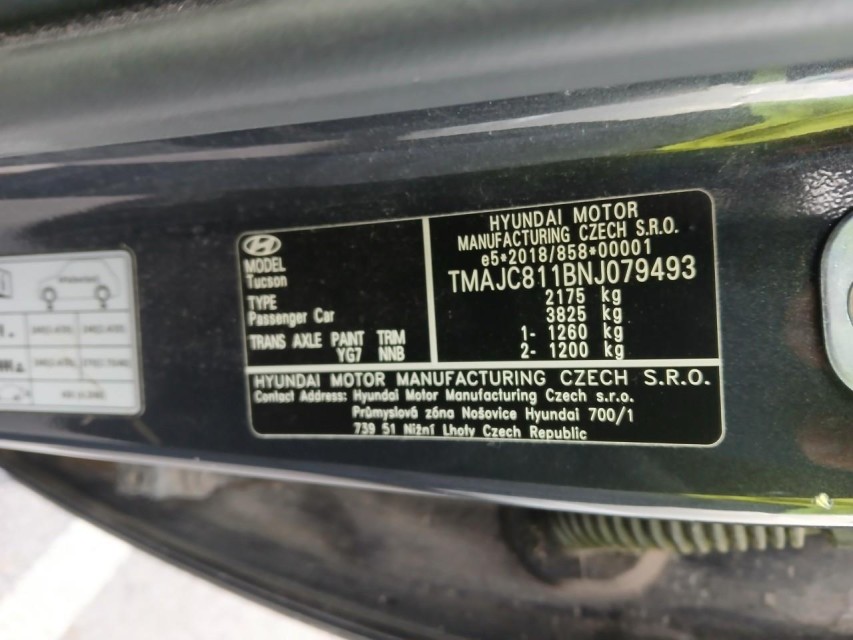 MODEL
Tucson
TYPE
Passenger Car
TRANS AXLE PAINT TRM
YG7 NNB
HYUNDAI MOTOR
MANUFACTURING CZECH S.R.O.
e5*2018/858*00001
TMAJC811BNJ079493
2175 kg
3825 kg
1- 1260 kg
2- 1200 kg
HYUNDAI MOTOR MANUFACTURING CZECH S.R.O.
Contact Address: Hyundai Motor Manufacturing Czech s.r.o.
Průmyslová zóna Nošovice Hyundai 700/1
739 51 Nižní Lhoty Czech Republic